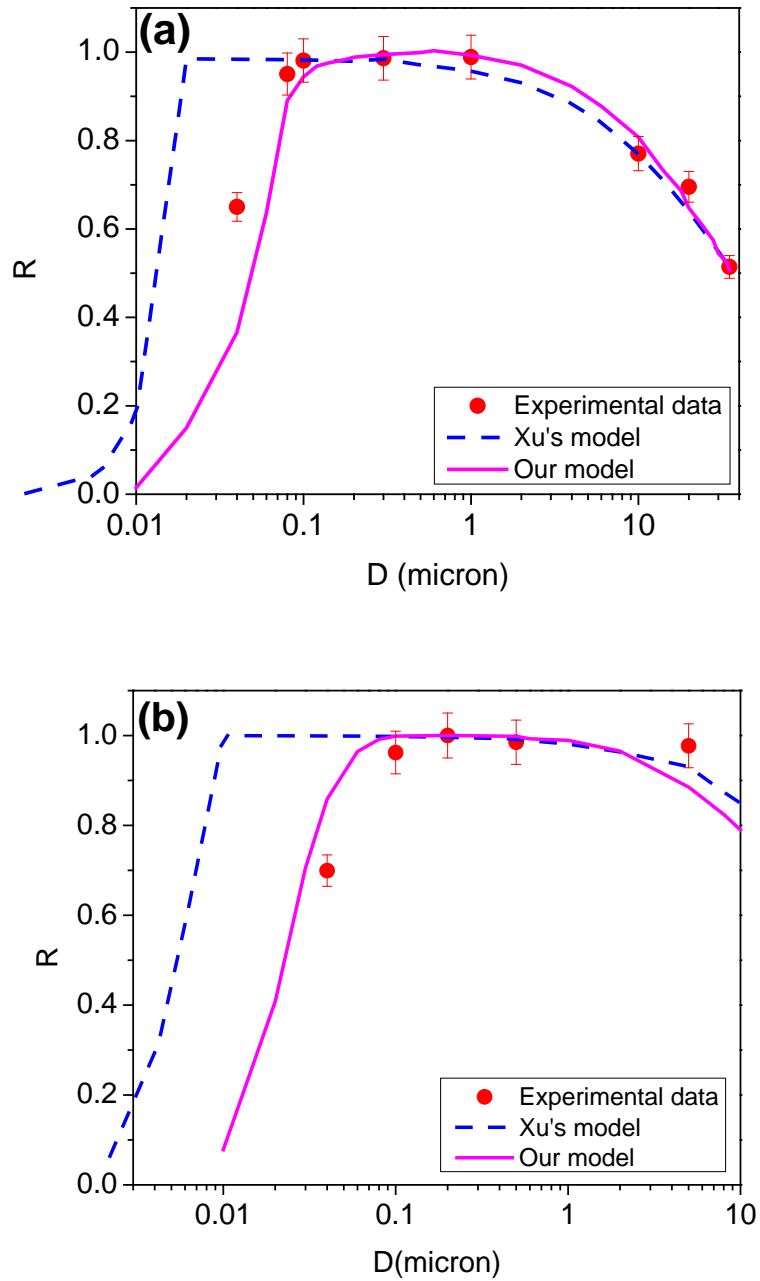 (a)
1.0
0.8
0.6
0.4
0.2
0.0
R
0.01 0.1 1 10
D (micron)
Experimental data
Xu's model
Our model
(b)
1.0
0.8
0.6
0.4
0.2
0.0
R
0.01 0.1 1 10
D(micron)
Experimental data
Xu's model
Our model